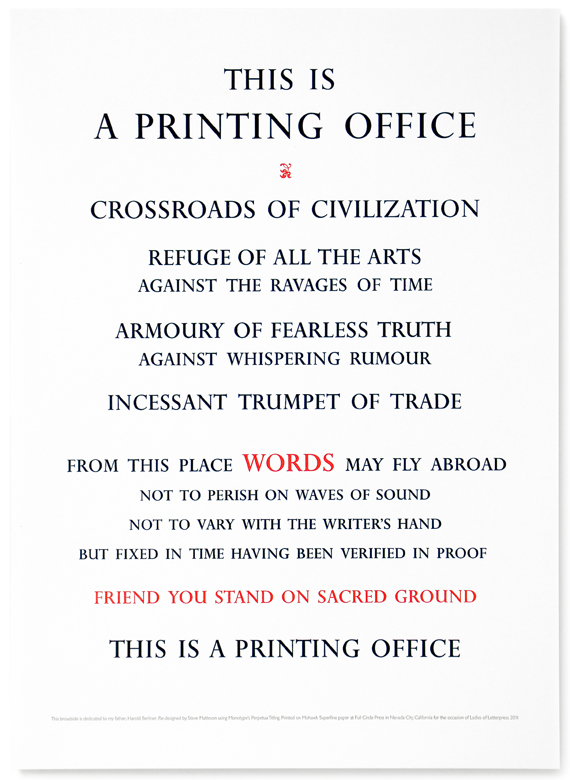 THIS IS
A PRINTING OFFICE
CROSSROADS OF CIVILIZATION
REFUGE OF ALL THE ARTS
AGAINST THE RAVAGES OF TIME
ARMOURY OF FEARLESS TRUTH
AGAINST WHISPERING RUMOUR
INCESSANT TRUMPET OF TRADE
FROM THIS PLACE WORDS MAY FLY ABROAD
NOT TO PERISH ON WAVES OF SOUND
NOT TO VARY WITH THE WRITER'S HAND
BUT FIXED IN TIME HAVING BEEN VERIFIED IN PROOF
FRIEND YOU STAND ON SACRED GROUND
THIS IS A PRINTING OFFICE
This broadside is dedicated to my father, Harold Berliner. Re-designed by Steve Matteson using Monotype's Perpetua Titling. Printed on Mohawk Superfine paper at Full Circle Press in Nevada City, California for the occasion of Ladies of Letterpress